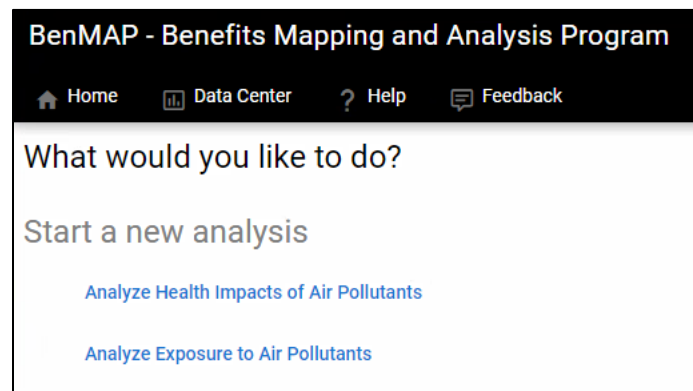 BenMAP - Benefits Mapping and Analysis Program
Home Data Center ? Help Feedback
What would you like to do?
Start a new analysis
Analyze Health Impacts of Air Pollutants
Analyze Exposure to Air Pollutants